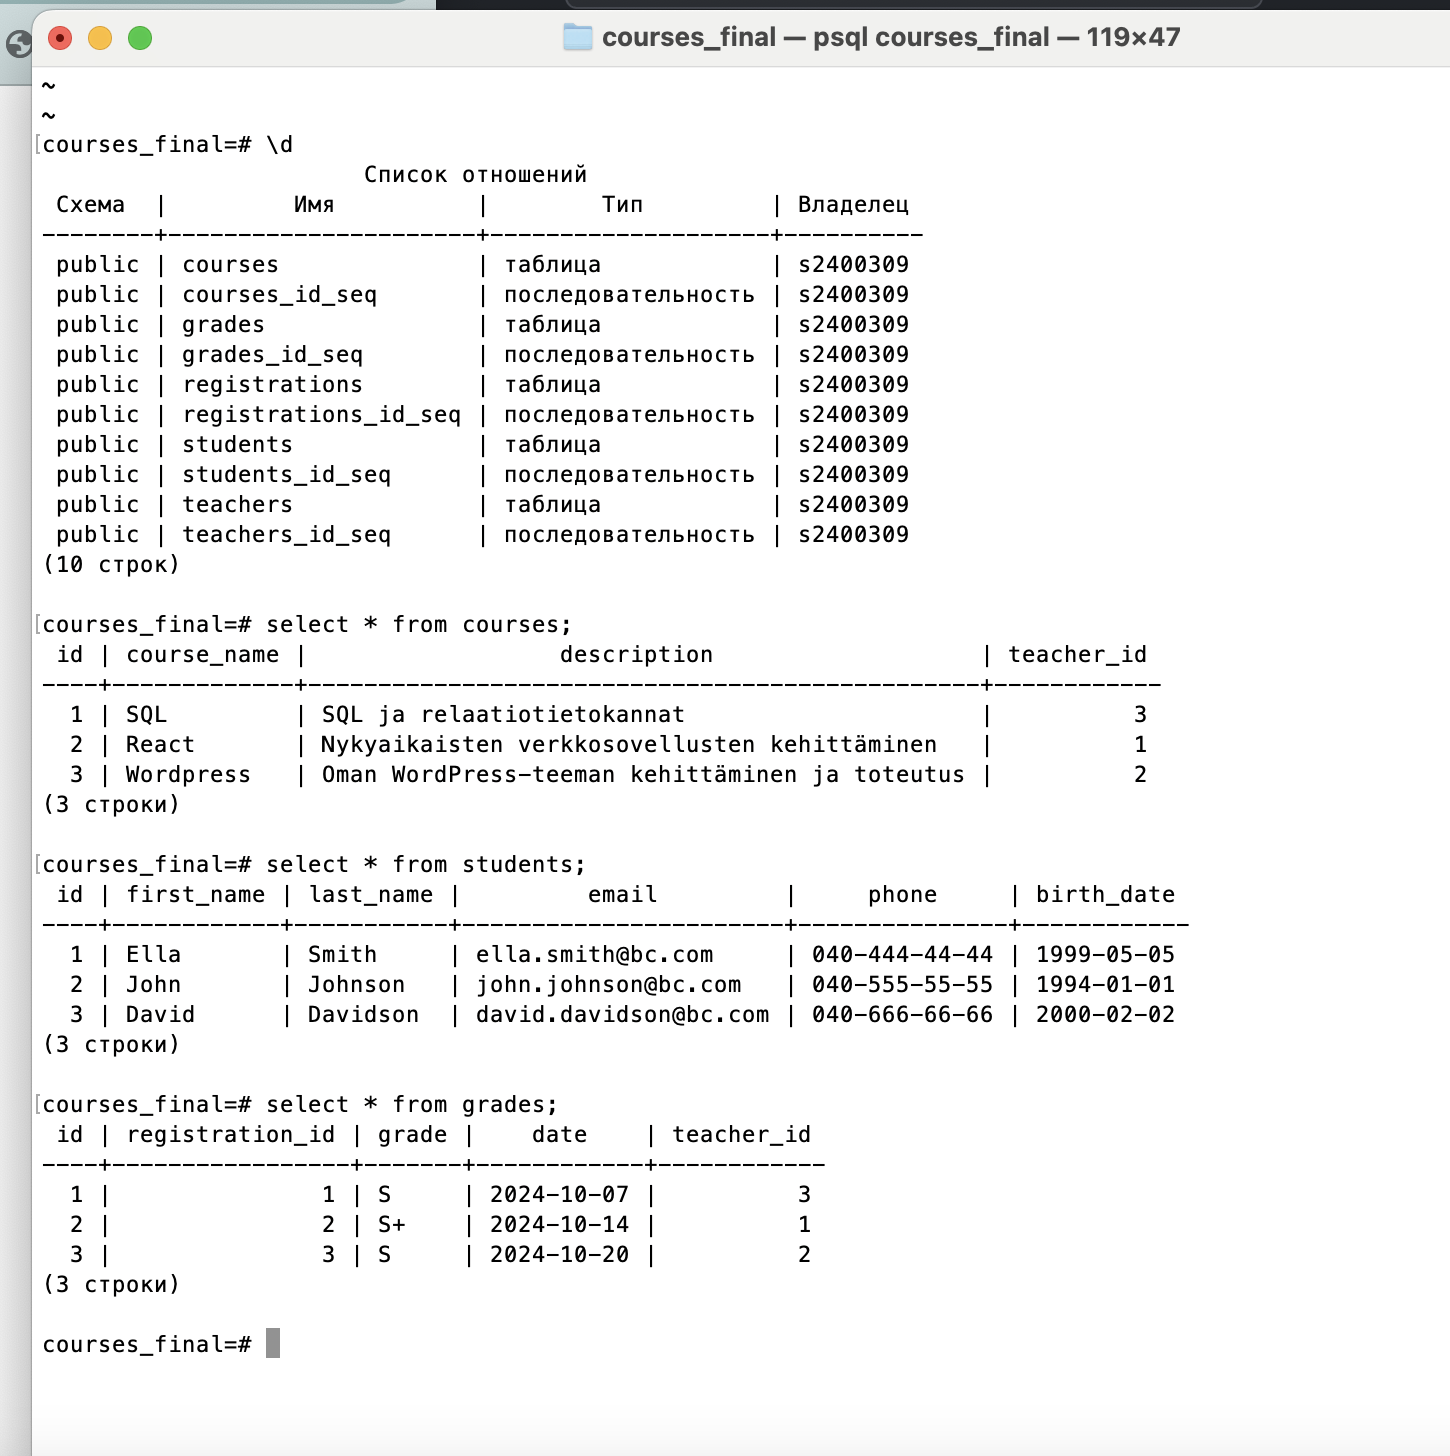 courses_final — psql courses_final — 119×47
~
~
courses_final=# \d
Список отношений
Схема | Имя | Тип | Владелец
--------+----------------------+--------------------+----------
public | courses | таблица | s2400309
public | courses_id_seq | последовательность | s2400309
public | grades | таблица | s2400309
public | grades_id_seq | последовательность | s2400309
public | registrations | таблица | s2400309
public | registrations_id_seq | последовательность | s2400309
public | students | таблица | s2400309
public | students_id_seq | последовательность | s2400309
public | teachers | таблица | s2400309
public | teachers_id_seq | последовательность | s2400309
(10 строк)
courses_final=# select * from courses;
id | course_name | description | teacher_id
----+-------------+------------------------------------------------+------------
1 | SQL | SQL ja relaatiotietokannat | 3
2 | React | Nykyaikaisten verkkosovellusten kehittäminen | 1
3 | Wordpress | Oman WordPress-teeman kehittäminen ja toteutus | 2
(3 строки)
courses_final=# select * from students;
id | first_name | last_name | email | phone | birth_date
----+------------+-----------+-----------------------+---------------+------------
1 | Ella | Smith | ella.smith@bc.com | 040-444-44-44 | 1999-05-05
2 | John | Johnson | john.johnson@bc.com | 040-555-55-55 | 1994-01-01
3 | David | Davidson | david.davidson@bc.com | 040-666-66-66 | 2000-02-02
(3 строки)
courses_final=# select * from grades;
id | registration_id | grade | date | teacher_id
----+-----------------+-------+------------+------------
1 | 1 | S | 2024-10-07 | 3
2 | 2 | S+ | 2024-10-14 | 1
3 | 3 | S | 2024-10-20 | 2
(3 строки)
courses_final=#